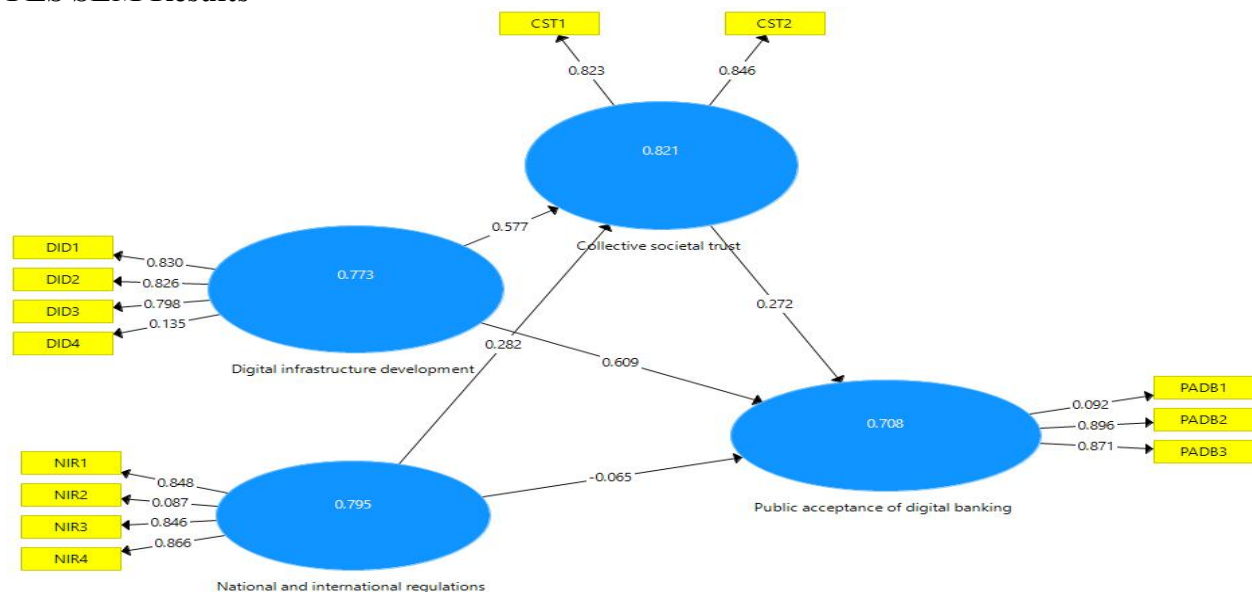 PLS-SEM Results
CST1
CST2
0.823
0.846
0.821
Collective societal trust
DID1
DID2
DID3
DID4
0.830
0.826
0.798
0.135
0.773
Digital infrastructure development
0.577
0.282
0.609
0.272
-0.065
NIR1
NIR2
NIR3
NIR4
0.848
0.087
0.846
0.866
0.795
National and international regulations
0.708
Public acceptance of digital banking
0.092
0.896
0.871
PADB1
PADB2
PADB3